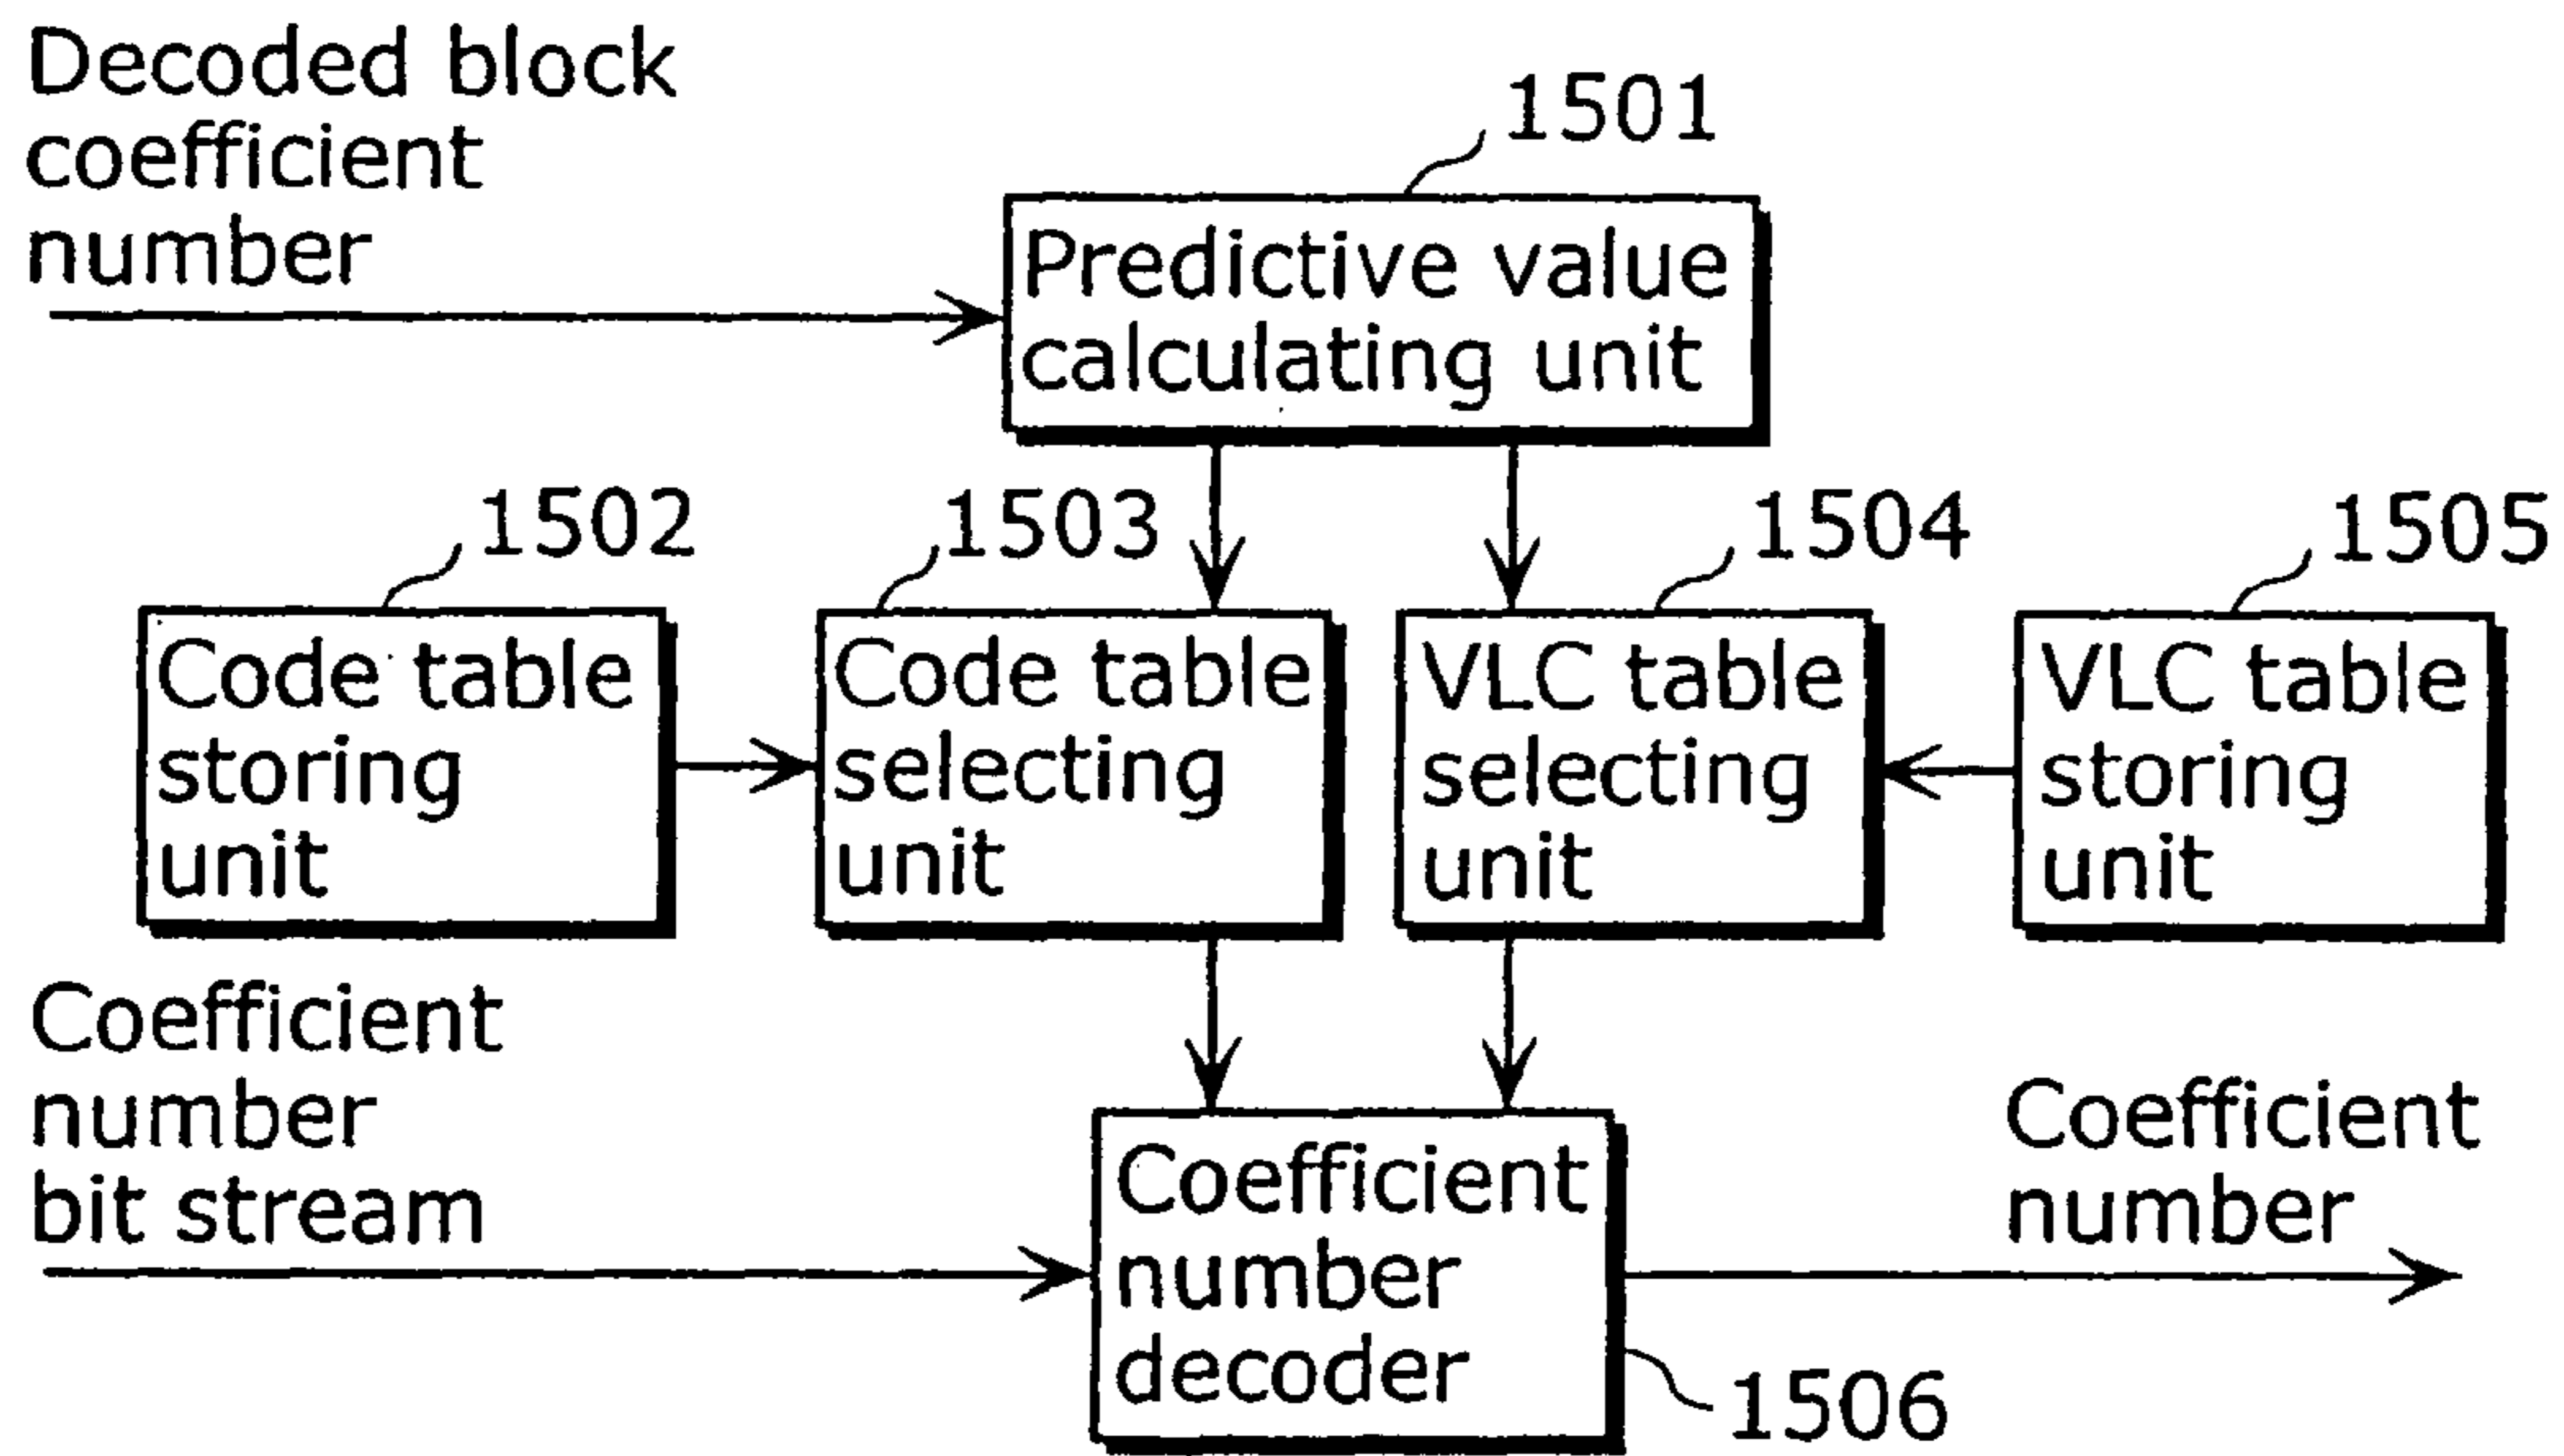 Decoded block
coefficient
number
1501
Predictive value
calculating unit
1502
1503
1504
1505
Code table
storing
unit
Code table
selecting
unit
VLC table
selecting
unit
VLC table
storing
unit
Coefficient
number
bit stream
Coefficient
number
decoder
Coefficient
number
1506